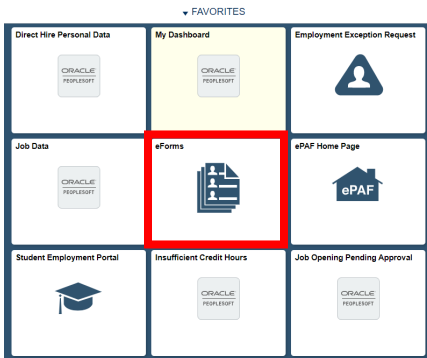 FAVORITES
Direct Hire Personal Data
My Dashboard
Employment Exception Request
ORACLE
PEOPLESOFT
ORACLE
PEOPLESOFT
Job Data
eForms
ePAF Home Page
ORACLE
PEOPLESOFT
ePAF
Student Employment Portal
Insufficient Credit Hours
Job Opening Pending Approval
ORACLE
PEOPLESOFT
ORACLE
PEOPLESOFT